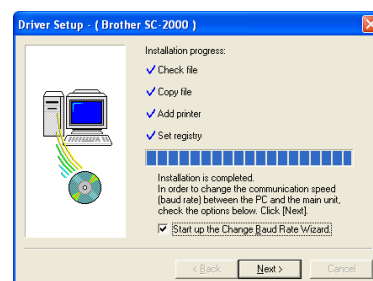 Driver Setup - ( Brother SC-2000 )
Installation progress:
Check file
Copy file
Add printer
Set registry
Installation is completed.
In order to change the communication speed
(baud rate) between the PC and the main unit,
check the options below. Click [Next].
Start up the Change Baud Rate Wizard.
< Back Next > Cancel